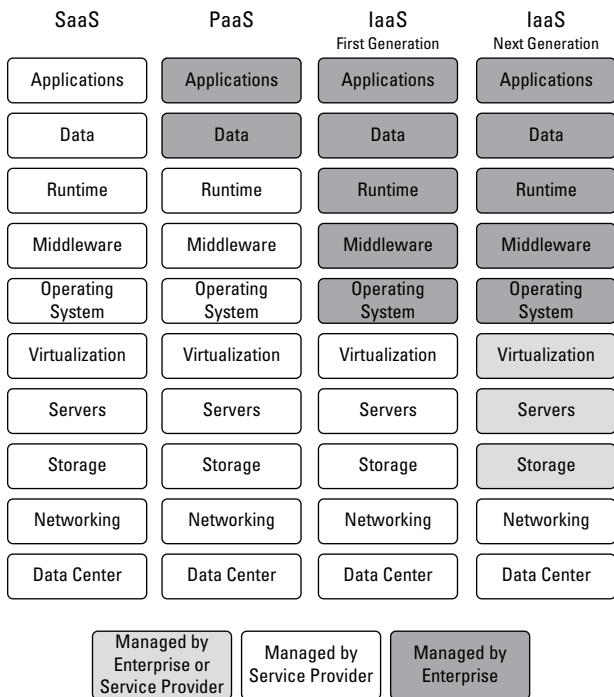 SaaS PaaS IaaS IaaS
First Generation Next Generation
Applications Applications Applications Applications
Data Data Data Data
Runtime Runtime Runtime Runtime
Middleware Middleware Middleware Middleware
Operating Operating Operating Operating
System System System System
Virtualization Virtualization Virtualization Virtualization
Servers Servers Servers Servers
Storage Storage Storage Storage
Networking Networking Networking Networking
Data Center Data Center Data Center Data Center
Managed by
Enterprise or
Service Provider
Managed by
Service Provider
Managed by
Enterprise